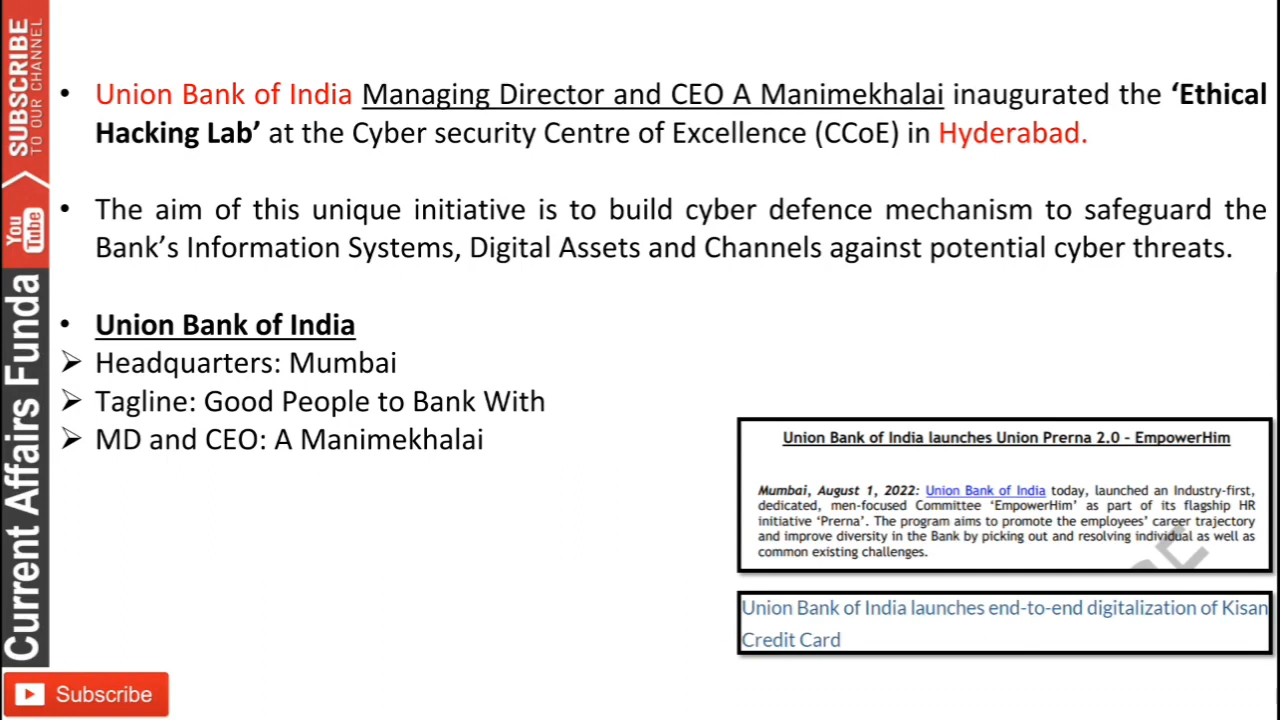 SUBSCRIBE
TO OUR CHANNEL
You
Tube
Current Affairs Funda
• Union Bank of India Managing Director and CEO A Manimekhalai inaugurated the ‘Ethical
Hacking Lab’ at the Cyber security Centre of Excellence (CCoE) in Hyderabad.
• The aim of this unique initiative is to build cyber defence mechanism to safeguard the
Bank’s Information Systems, Digital Assets and Channels against potential cyber threats.
• Union Bank of India
➢ Headquarters: Mumbai
➢ Tagline: Good People to Bank With
➢ MD and CEO: A Manimekhalai
Union Bank of India launches Union Prerna 2.0 - EmpowerHim
Mumbai, August 1, 2022: Union Bank of India today, launched an Industry-first,
dedicated, men-focused Committee ‘EmpowerHim’ as part of its flagship HR
initiative ‘Prerna’. The program aims to promote the employees’ career trajectory
and improve diversity in the Bank by picking out and resolving individual as well as
common existing challenges.
Union Bank of India launches end-to-end digitalization of Kisan
Credit Card
Subscribe